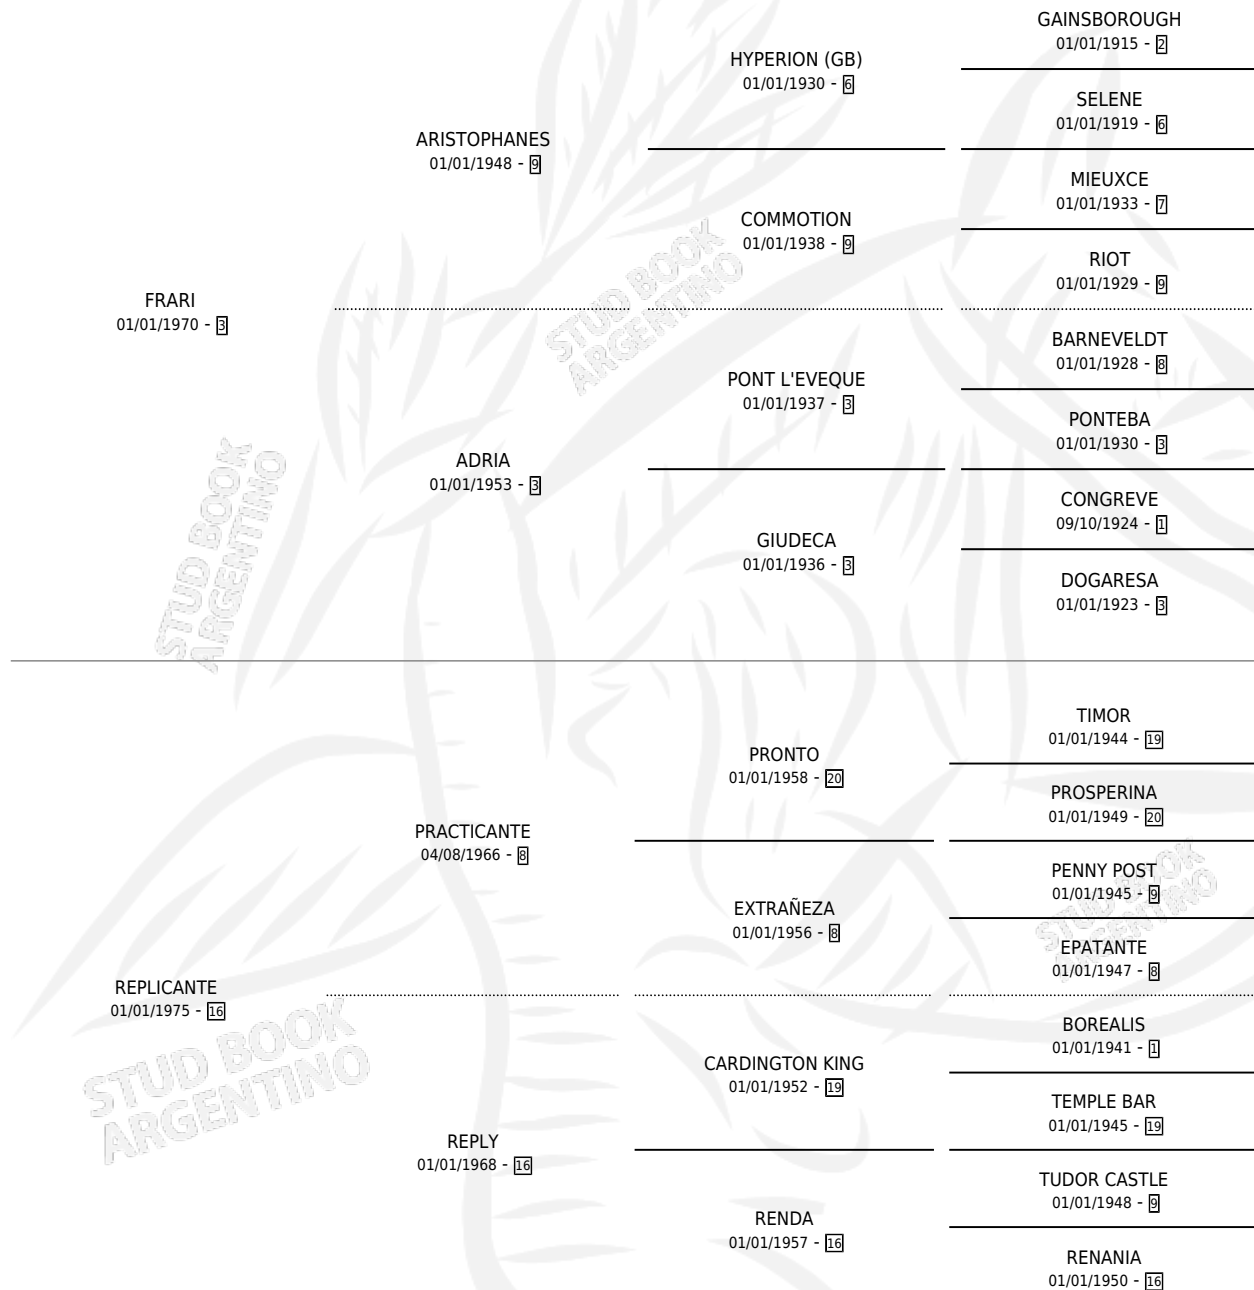 GAINSBOROUGH
01/01/1915 - 2
HYPERION (GB)
01/01/1930 - 6
SELENE
01/01/1919 - 6
ARISTOPHANES
01/01/1948 - 9
MIEUXCE
01/01/1933 - 7
COMMOTION
01/01/1938 - 9
RIOT
01/01/1929 - 9
FRARI
01/01/1970 - 3
BARNEVELDT
01/01/1928 - 8
PONT L'EVEQUE
01/01/1937 - 3
PONTEBA
01/01/1930 - 3
ADRIA
01/01/1953 - 3
CONGREVE
09/10/1924 - 1
GIUDECA
01/01/1936 - 3
DOGARESA
01/01/1923 - 3
TIMOR
01/01/1944 - 19
PRONTO
01/01/1958 - 20
PROSPERINA
01/01/1949 - 20
PRACTICANTE
04/08/1966 - 8
PENNY POST
01/01/1945 - 9
EXTRAÑEZA
01/01/1956 - 8
EPATANTE
01/01/1947 - 8
REPLICANTE
01/01/1975 - 16
BOREALIS
01/01/1941 - 1
CARDINGTON KING
01/01/1952 - 19
TEMPLE BAR
01/01/1945 - 19
REPLY
01/01/1968 - 16
TUDOR CASTLE
01/01/1948 - 9
RENDA
01/01/1957 - 16
RENANIA
01/01/1950 - 16
STUD BOOK
ARGENTINO
STUD BOOK
ARGENTINO
STUD BOOK
ARGENTINO
STUD BOOK
ARGENTINO